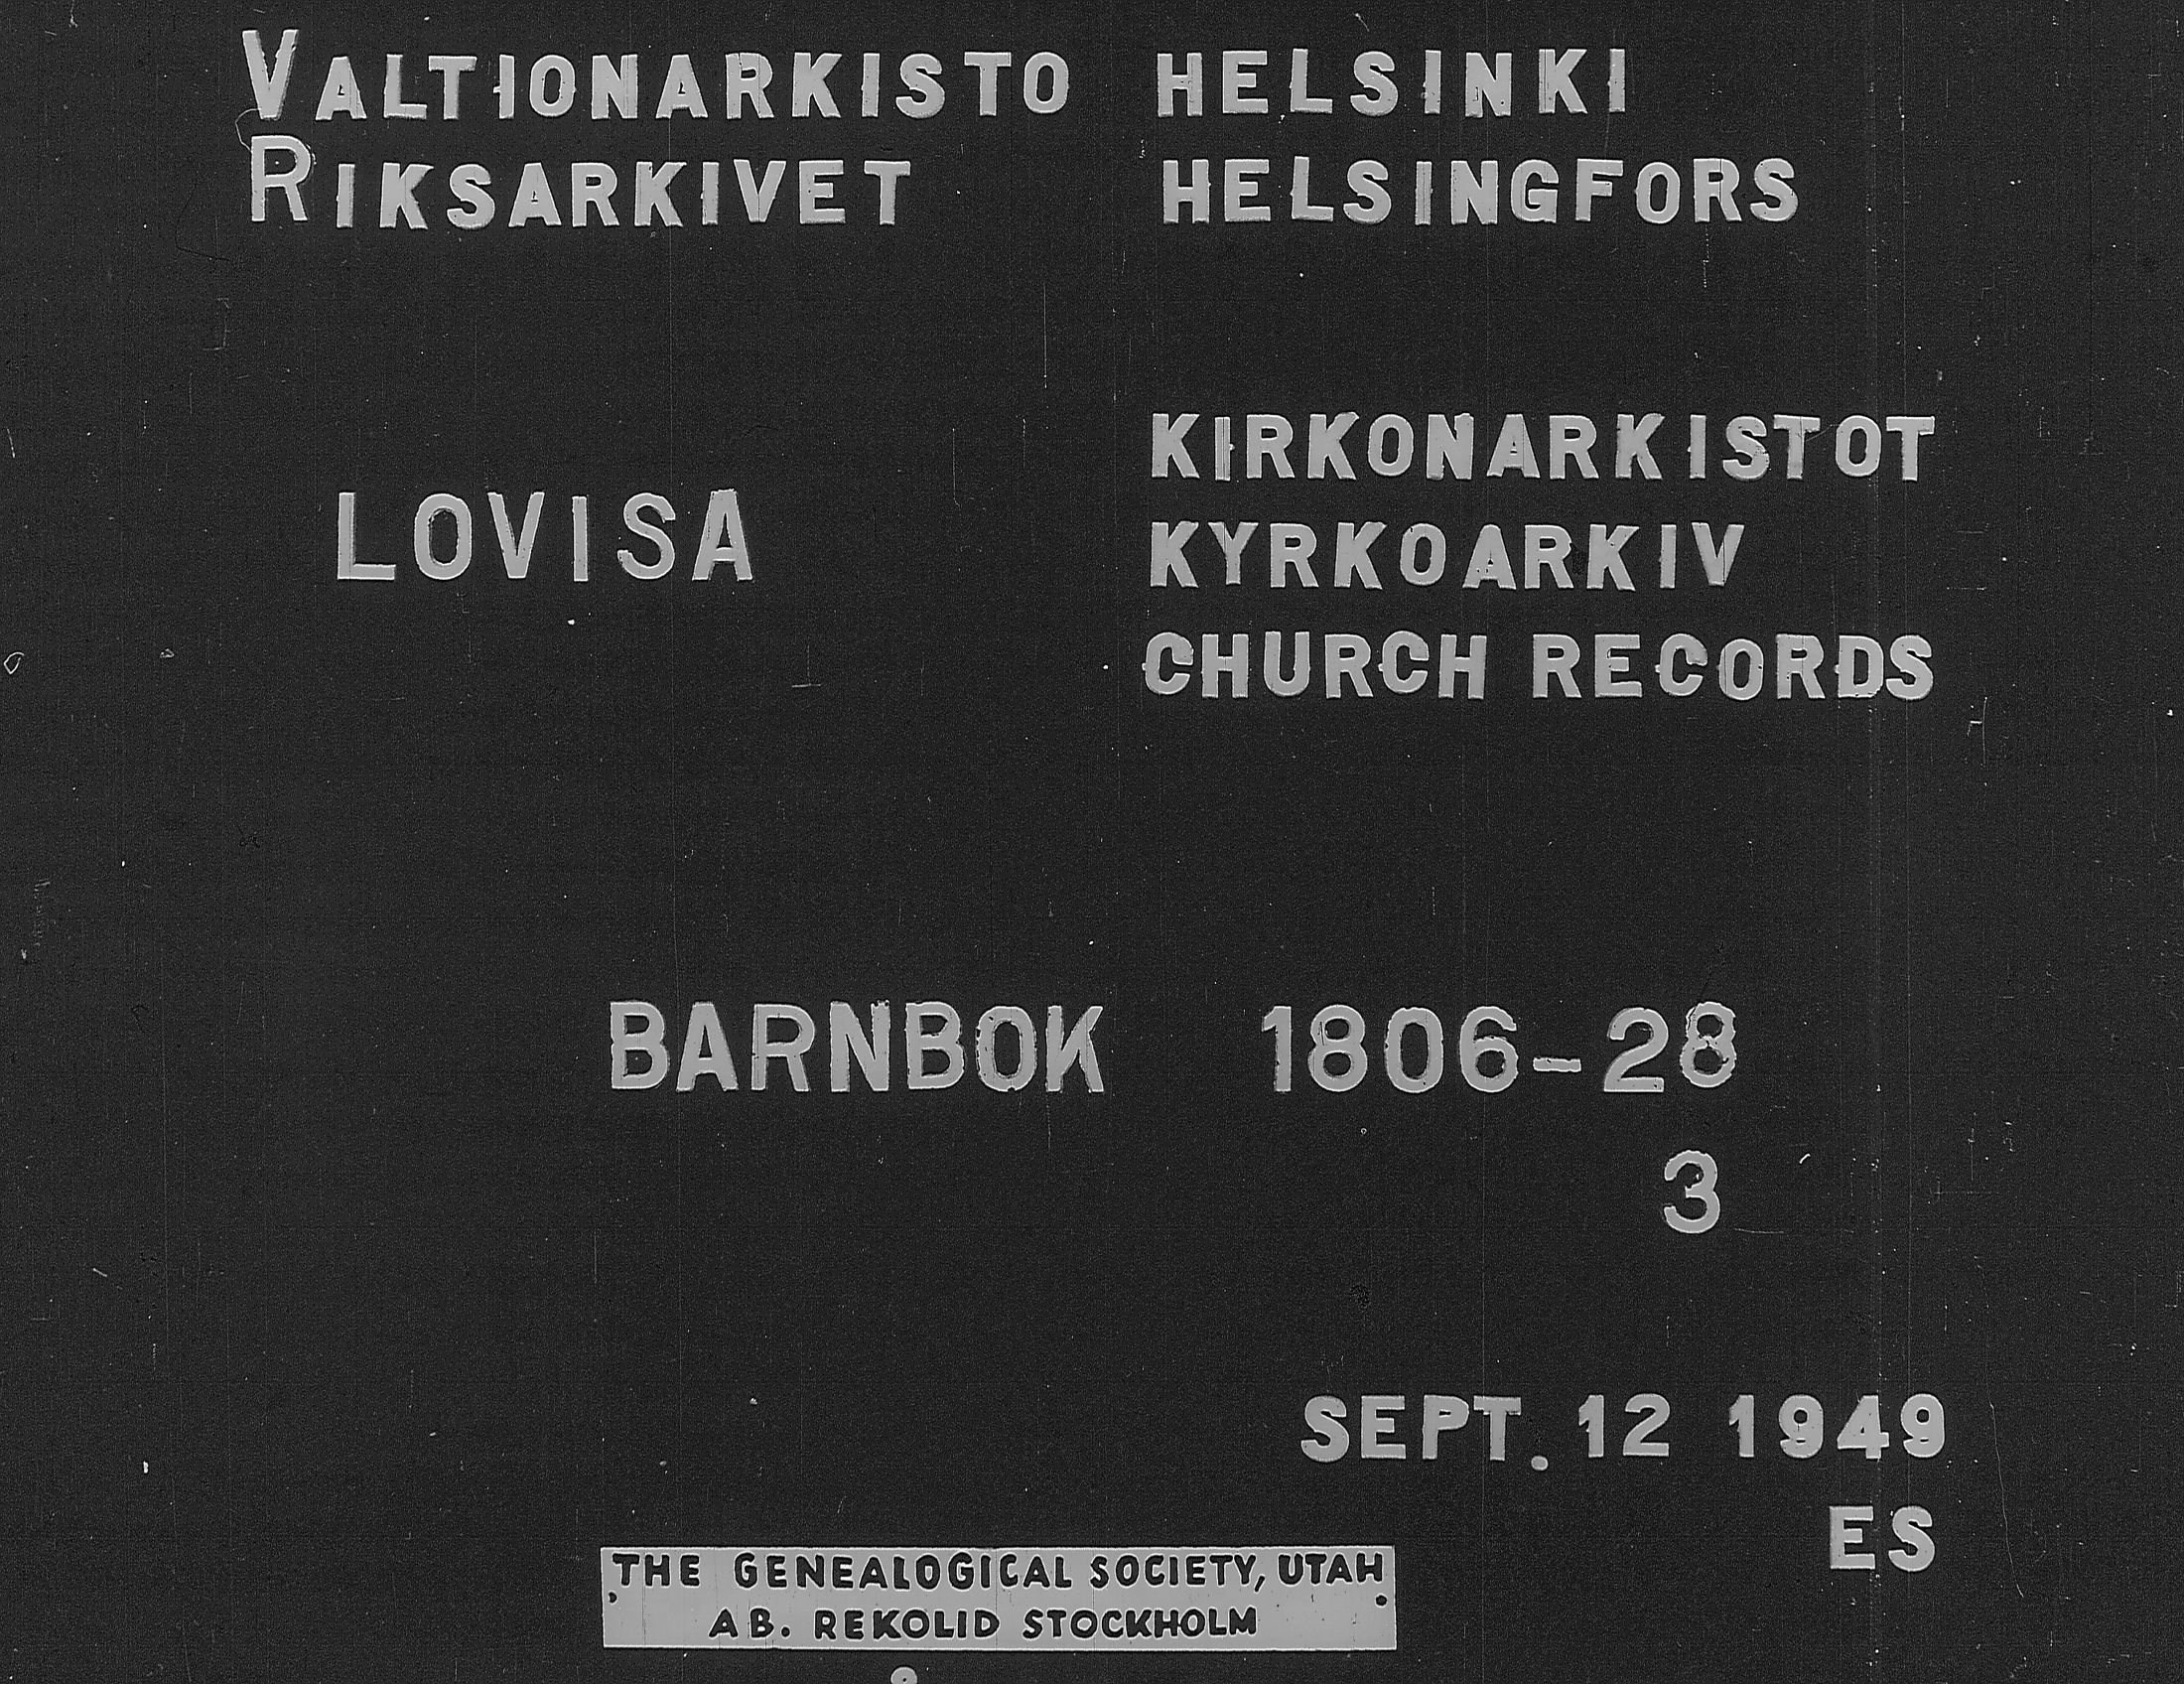 VALTIONARKISTO HELSINKI
RIKSARKIVET HELSINGFORS
LOVISA
KIRKONARKISTOT
KYRKOARKIV
CHURCH RECORDS
BARNBOK 1806-28
3
SEPT. 12 1949
ES
THE GENEALOGICAL SOCIETY, UTAH
AB. REKOLID STOCKHOLM